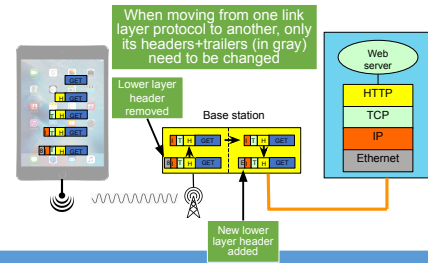 When moving from one link
layer protocol to another, only
its headers+trailers (in gray)
need to be changed
Lower layer
header
removed
Base station
GET
H GET
T H GET
I T H GET
B I T H GET
I T H GET
I T H GET
B I T H GET
E I T H GET
New lower
layer header
added
Web
server
HTTP
TCP
IP
Ethernet